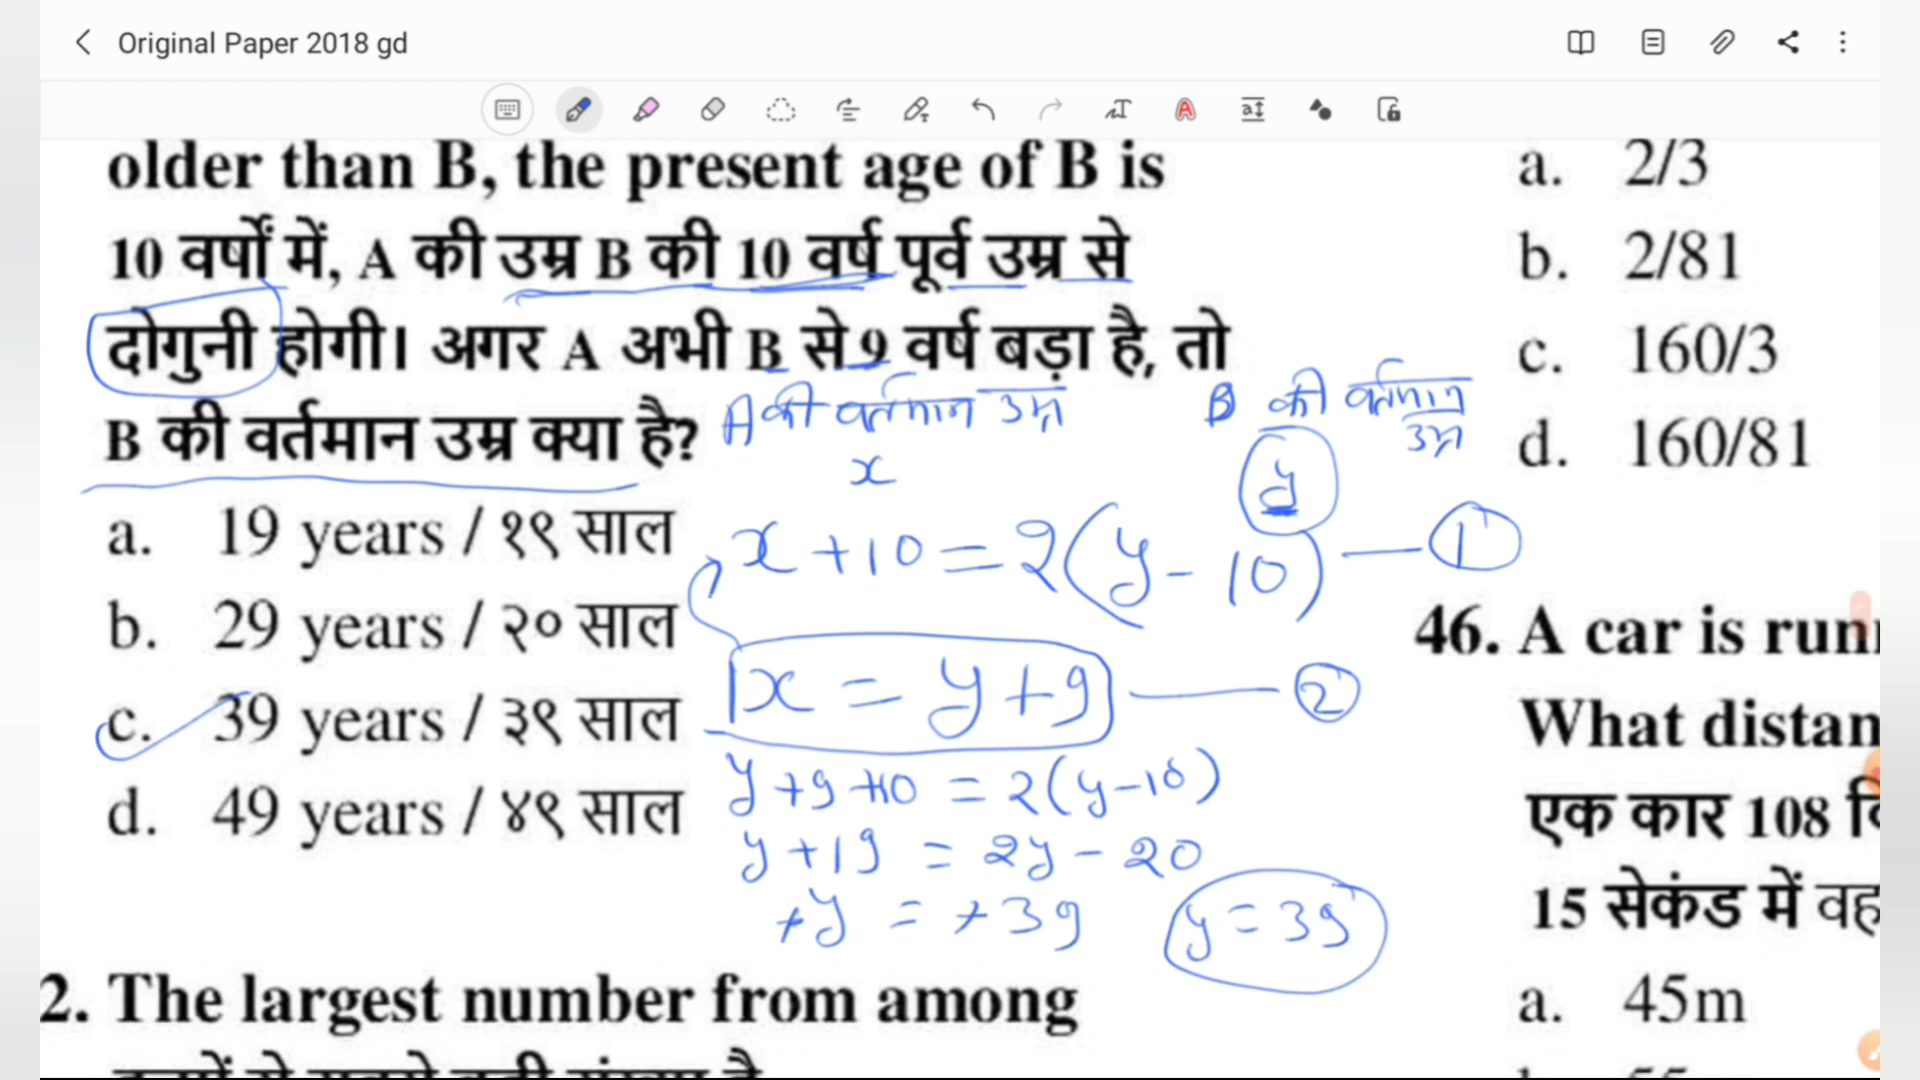 Original Paper 2018 gd
older than B, the present age of B is
10 वर्षों में, A की उम्र B की 10 वर्ष पूर्व उम्र से
दोगुनी होगी। अगर A अभी B से 9 वर्ष बड़ा है, तो
B की वर्तमान उम्र क्या है?
A की वर्तमान उम्र
x
B की वर्तमान
उम्र
y
a. 19 years / १९ साल
b. 29 years / २० साल
c. 39 years / ३९ साल
d. 49 years / ४९ साल
x + 10 = 2(y - 10) — 1
x = y + 9 — 2
y + 9 + 10 = 2(y - 10)
y + 19 = 2y - 20
+y = +39
y = 39
2. The largest number from among
a. 2/3
b. 2/81
c. 160/3
d. 160/81
46. A car is run
What distan
एक कार 108
15 सेकंड में वह
a. 45m